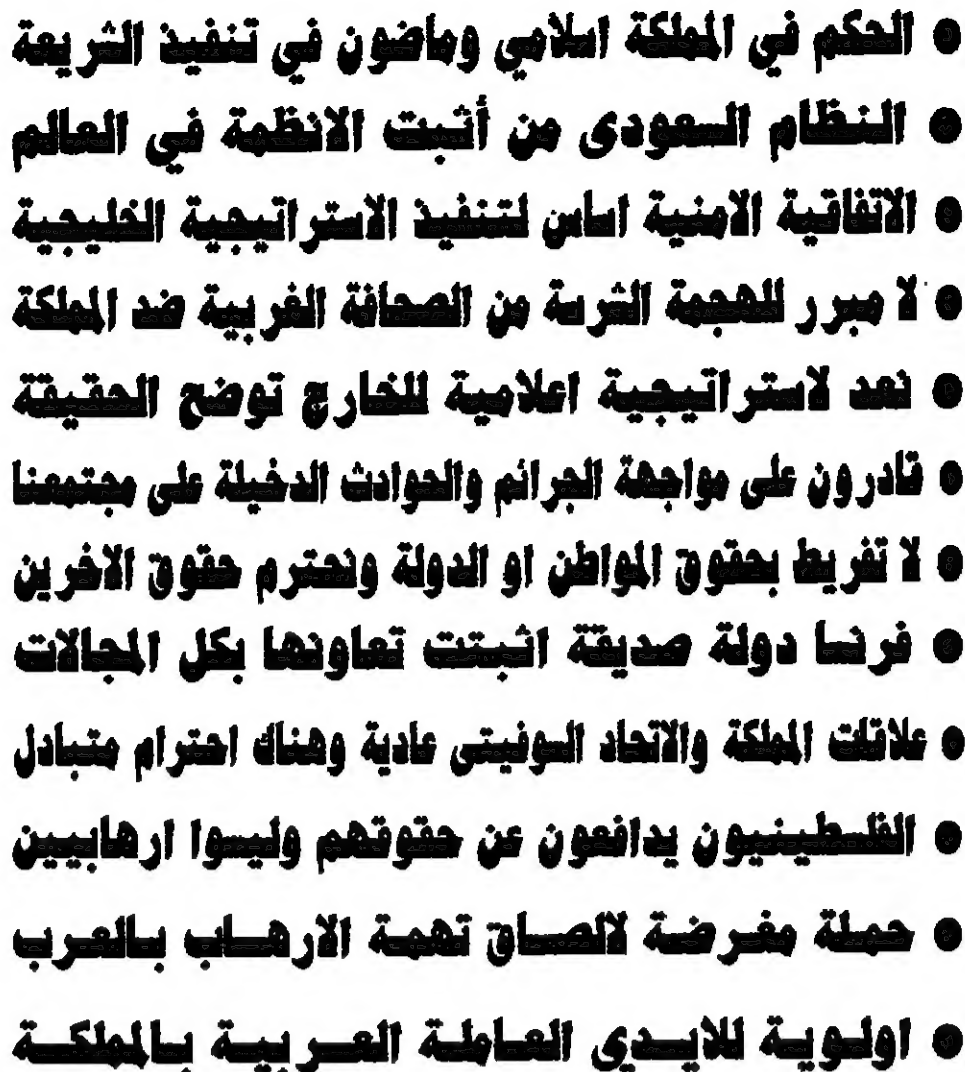 ● الحكم في المملكة اسلامي وماضون في تنفيذ الشريعة
● النظام السعودى من أثبت الانظمة في العالم
● الاتفاقية الامنية اساس لتنفيذ الاستراتيجية الخليجية
● لا مبرر للهجمة الشرسة من الصحافة الغربية ضد المملكة
● نعد لاستراتيجية اعلامية للخارج توضح الحقيقة
● قادرون على مواجهة الجرائم والحوادث الدخيلة على مجتمعنا
● لا تفريط بحقوق المواطن او الدولة ونحترم حقوق الاخرين
● فرنسا دولة صديقة اثبتت تعاونها بكل المجالات
● علاقات المملكة والاتحاد السوفيتى عادية وهناك احترام متبادل
● الفلسطينيون يدافعون عن حقوقهم وليسوا ارهابيين
● حملة مغرضة لالصاق تهمة الارهاب بالعرب
● اولوية للايدي العاملة العربية بالمملكة